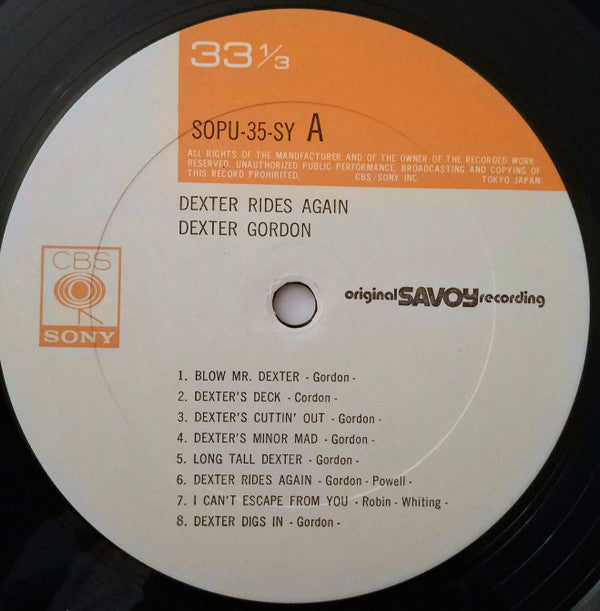 33 1/3
SOPU-35-SY A
ALL RIGHTS OF THE MANUFACTURER AND OF THE OWNER OF THE RECORDED WORK
RESERVED. UNAUTHORIZED PUBLIC PERFORMANCE, BROADCASTING AND COPYING OF
THIS RECORD PROHIBITED. CBS/SONY INC. TOKYO JAPAN
DEXTER RIDES AGAIN
DEXTER GORDON
CBS
SONY
original SAVOY recording
1. BLOW MR. DEXTER - Gordon -
2. DEXTER'S DECK - Cordon -
3. DEXTER'S CUTTIN' OUT - Gordon -
4. DEXTER'S MINOR MAD - Gordon -
5. LONG TALL DEXTER - Gordon -
6. DEXTER RIDES AGAIN - Gordon - Powell -
7. I CAN'T ESCAPE FROM YOU - Robin - Whiting -
8. DEXTER DIGS IN - Gordon -